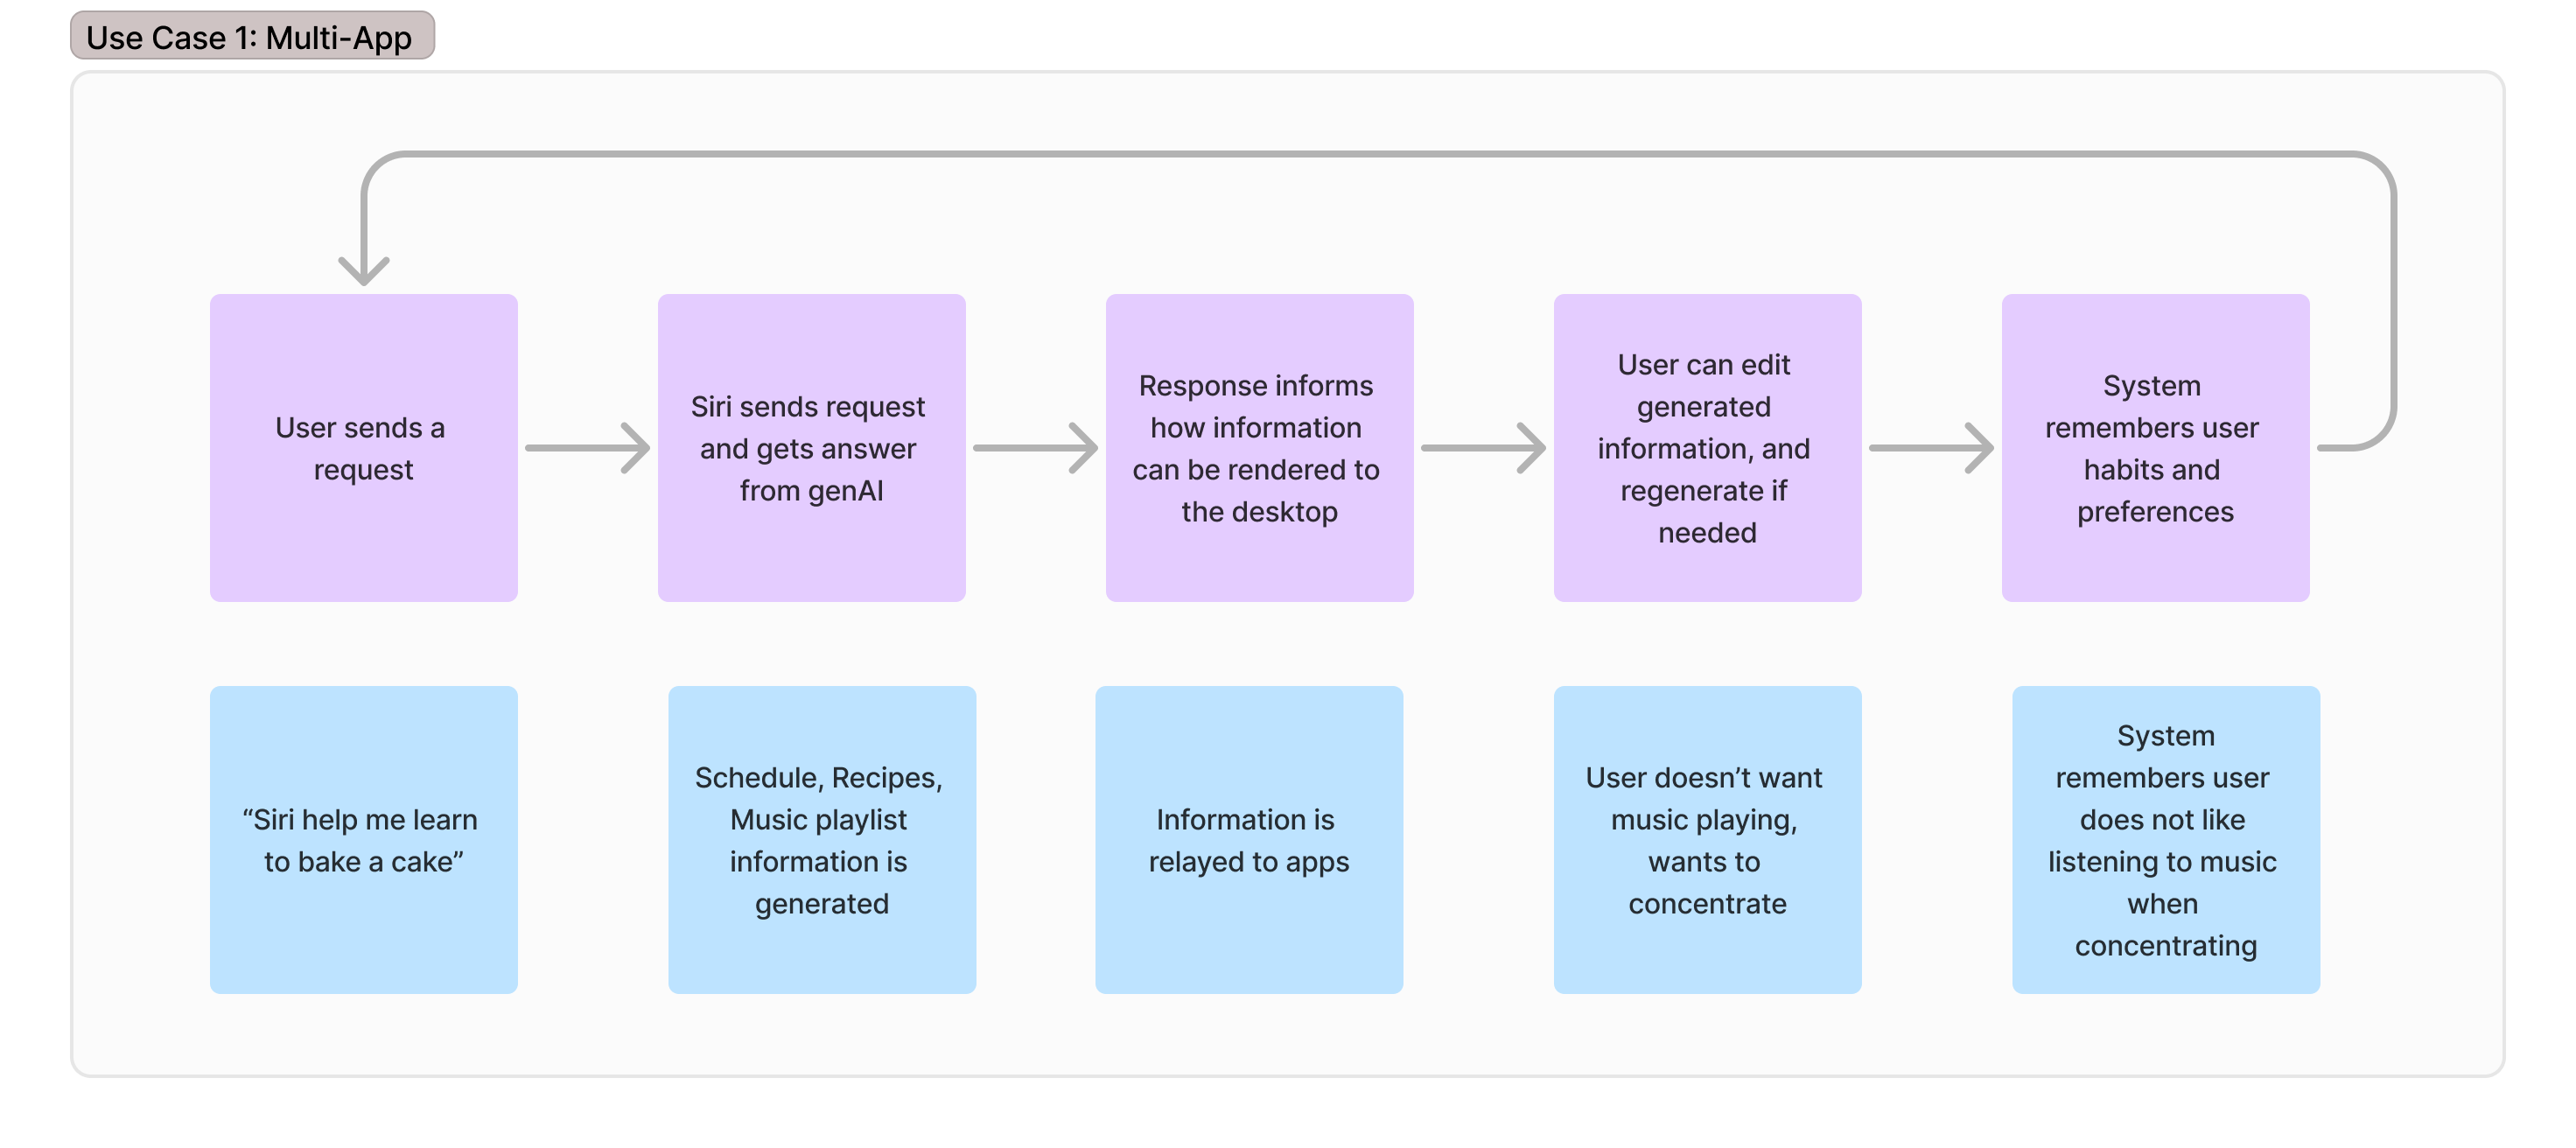 Use Case 1: Multi-App
User sends a
request
Siri sends request
and gets answer
from genAI
Response informs
how information
can be rendered to
the desktop
User can edit
generated
information, and
regenerate if
needed
System
remembers user
habits and
preferences
“Siri help me learn
to bake a cake”
Schedule, Recipes,
Music playlist
information is
generated
Information is
relayed to apps
User doesn’t want
music playing,
wants to
concentrate
System
remembers user
does not like
listening to music
when
concentrating